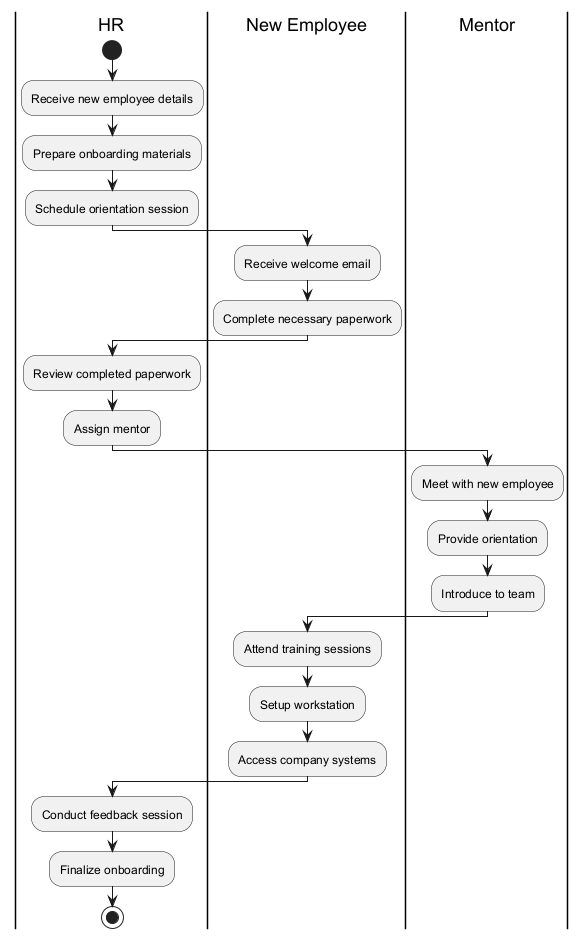 HR
New Employee
Mentor
Receive new employee details
Prepare onboarding materials
Schedule orientation session
Receive welcome email
Complete necessary paperwork
Review completed paperwork
Assign mentor
Meet with new employee
Provide orientation
Introduce to team
Attend training sessions
Setup workstation
Access company systems
Conduct feedback session
Finalize onboarding